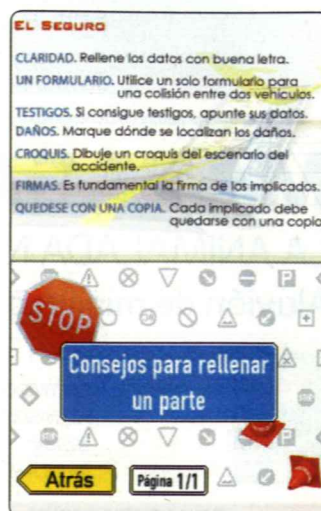 EL SEGURO
CLARIDAD. Rellene los datos con buena letra.
UN FORMULARIO. Utilice un solo formulario para
una colisión entre dos vehículos.
TESTIGOS. Si consigue testigos, apunte sus datos.
DAÑOS. Marque dónde se localizan los daños.
CROQUIS. Dibuje un croquis del escenario del
accidente.
FIRMAS. Es fundamental la firma de los implicados.
QUEDESE CON UNA COPIA. Cada implicado debe
quedarse con una copia
STOP
Consejos para rellenar
un parte
Atrás
Página 1/1